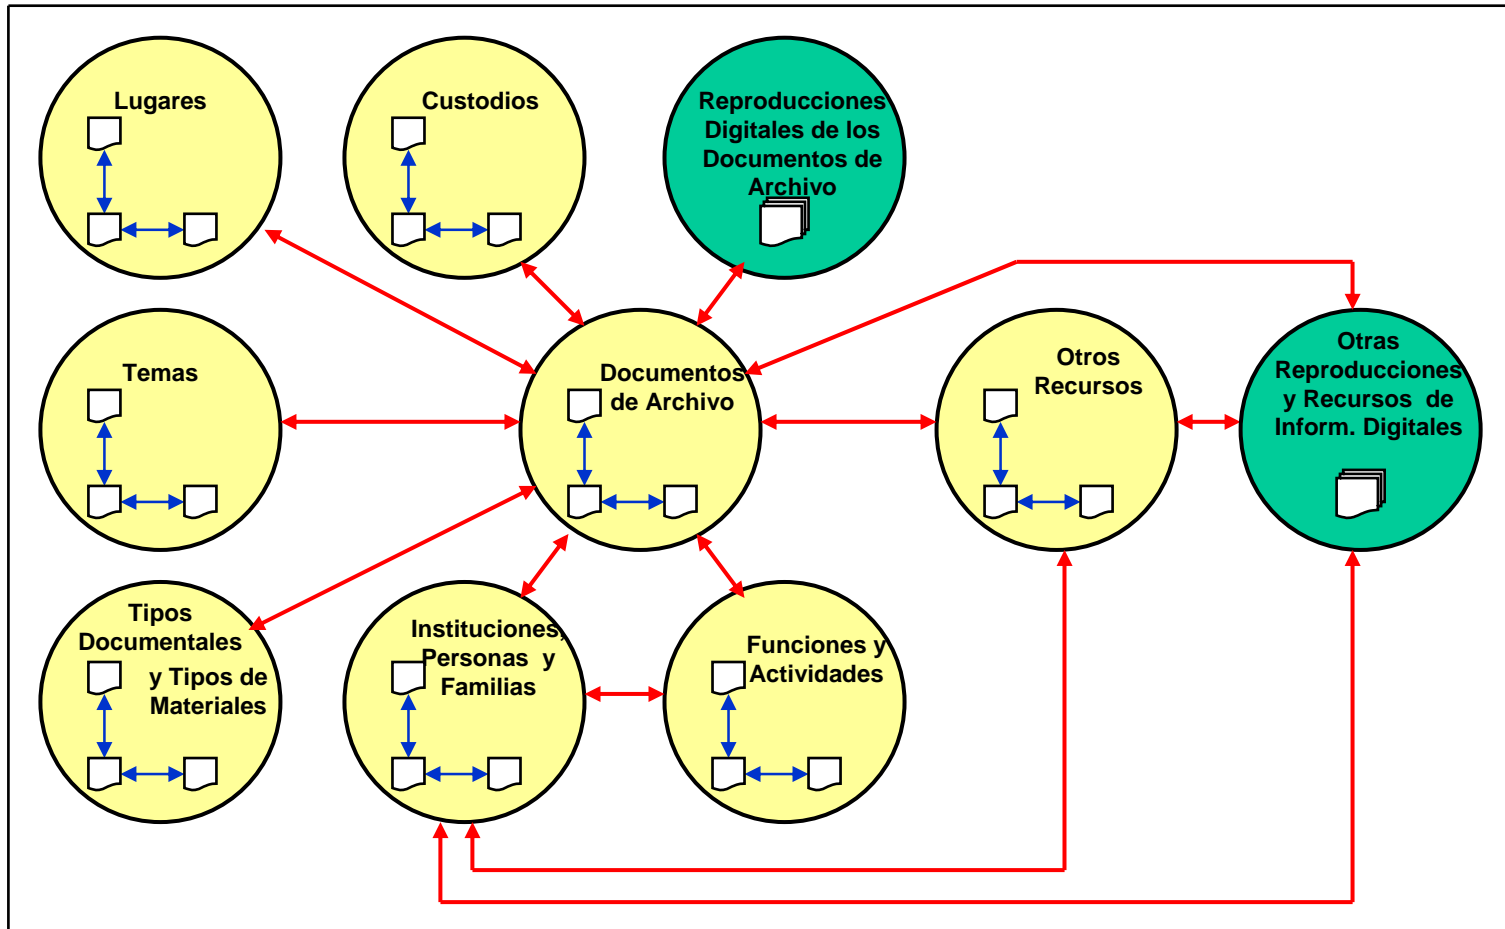 Lugares
Custodios
Reproducciones
Digitales de los
Documentos de
Archivo
Temas
Documentos
de Archivo
Otros
Recursos
Otras
Reproducciones
y Recursos de
Inform. Digitales
Tipos
Documentales
y Tipos de
Materiales
Instituciones,
Personas y
Familias
Funciones y
Actividades